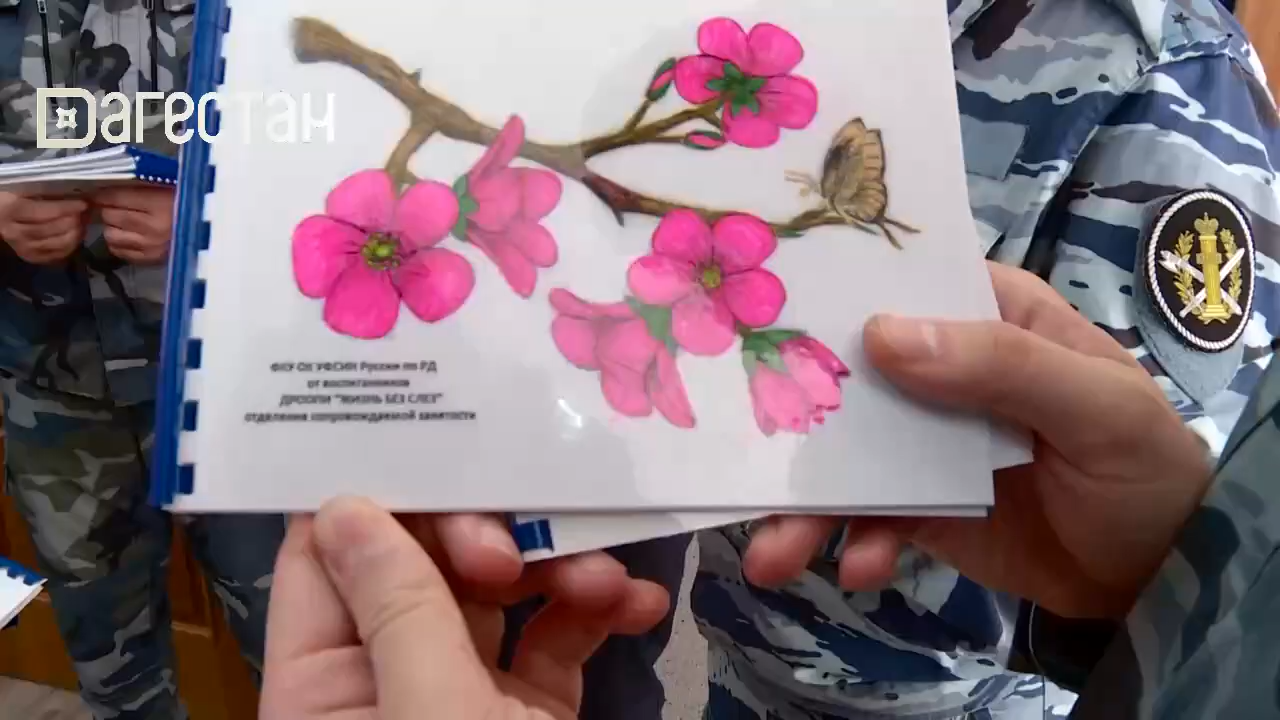 Дагестан
ФКУ ОК УФСИН России по РД
от воспитанников
ДРООПИ "ЖИЗНЬ БЕЗ СЛЕЗ"
отделения сопровождаемой занятости